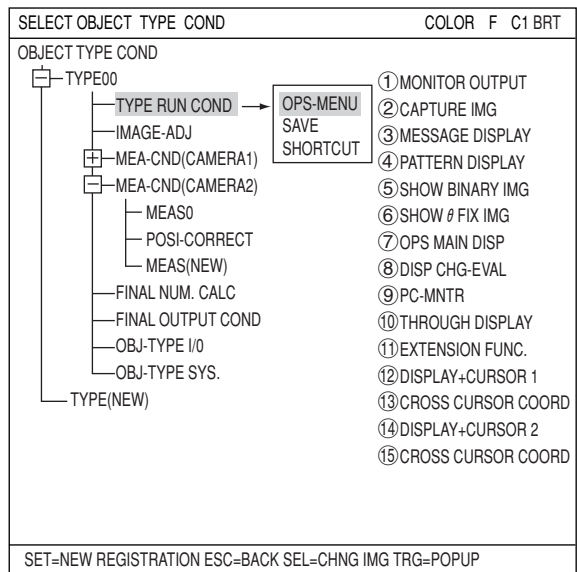 SELECT OBJECT TYPE COND COLOR F C1 BRT
OBJECT TYPE COND
TYPE00
TYPE RUN COND
IMAGE-ADJ
MEA-CND(CAMERA1)
MEA-CND(CAMERA2)
MEAS0
POSI-CORRECT
MEAS(NEW)
FINAL NUM. CALC
FINAL OUTPUT COND
OBJ-TYPE I/0
OBJ-TYPE SYS.
TYPE(NEW)
OPS-MENU
SAVE
SHORTCUT
①MONITOR OUTPUT
②CAPTURE IMG
③MESSAGE DISPLAY
④PATTERN DISPLAY
⑤SHOW BINARY IMG
⑥SHOW θ FIX IMG
⑦OPS MAIN DISP
⑧DISP CHG-EVAL
⑨PC-MNTR
⑩THROUGH DISPLAY
⑪EXTENSION FUNC.
⑫DISPLAY+CURSOR 1
⑬CROSS CURSOR COORD
⑭DISPLAY+CURSOR 2
⑮CROSS CURSOR COORD
SET=NEW REGISTRATION ESC=BACK SEL=CHNG IMG TRG=POPUP